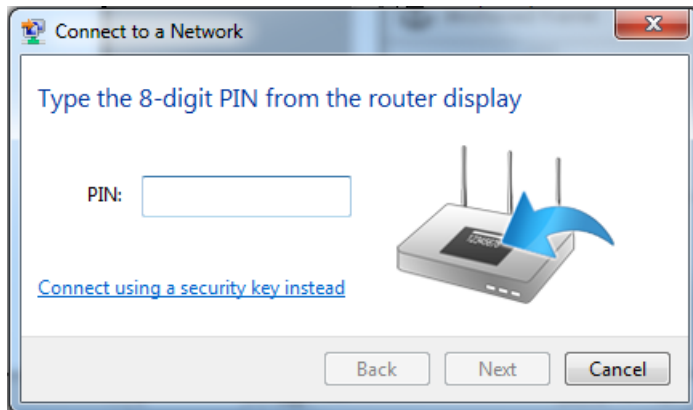 Connect to a Network
Type the 8-digit PIN from the router display
PIN:
12345670
Connect using a security key instead
Back
Next
Cancel